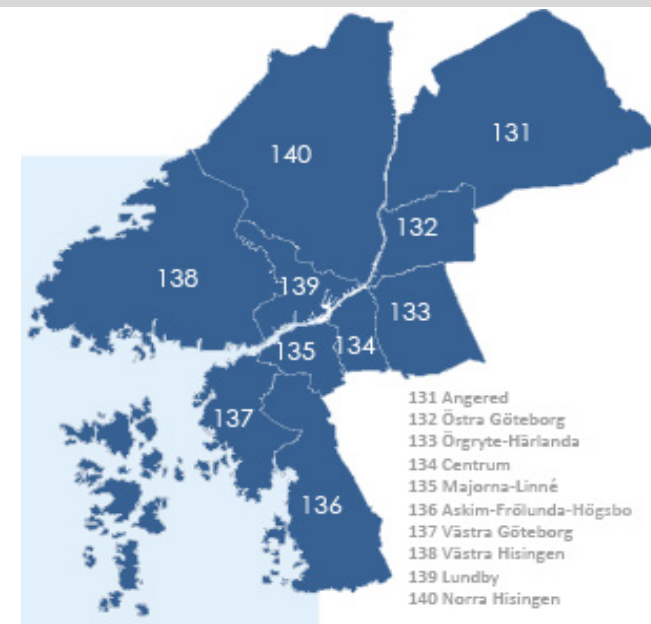 131
140
132
138
139
133
135
134
137
136
131 Angered
132 Östra Göteborg
133 Örgryte-Härlanda
134 Centrum
135 Majorna-Linné
136 Askim-Frölunda-Högsbo
137 Västra Göteborg
138 Västra Hisingen
139 Lundby
140 Norra Hisingen